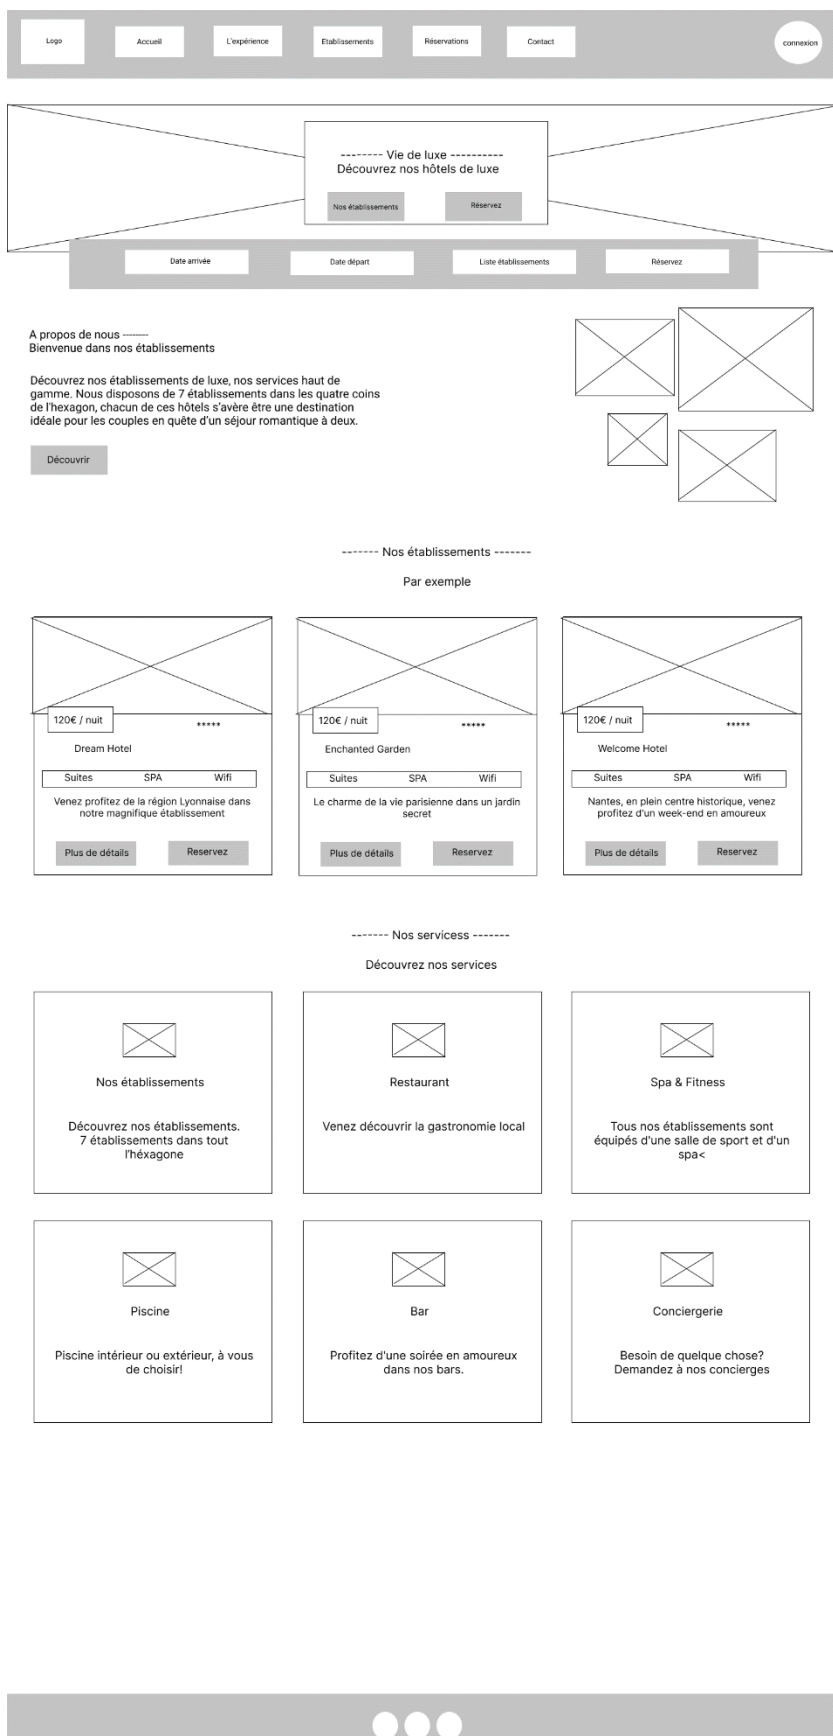 Logo
Accueil
L'expérience
Etablissements
Réservations
Contact
connexion
-------- Vie de luxe ----------
Découvrez nos hôtels de luxe
Nos établissements
Réservez
Date arrivée
Date départ
Liste établissements
Réservez
A propos de nous --------
Bienvenue dans nos établissements
Découvrez nos établissements de luxe, nos services haut de
gamme. Nous disposons de 7 établissements dans les quatre coins
de l'hexagon, chacun de ces hôtels s'avère être une destination
idéale pour les couples en quête d'un séjour romantique à deux.
Découvrir
------- Nos établissements -------
Par exemple
120€ / nuit
*****
Dream Hotel
Suites SPA Wifi
Venez profitez de la région Lyonnaise dans
notre magnifique établissement
Plus de détails
Reservez
120€ / nuit
*****
Enchanted Garden
Suites SPA Wifi
Le charme de la vie parisienne dans un jardin
secret
Plus de détails
Reservez
120€ / nuit
*****
Welcome Hotel
Suites SPA Wifi
Nantes, en plein centre historique, venez
profitez d'un week-end en amoureux
Plus de détails
Reservez
------- Nos servicess -------
Découvrez nos services
Nos établissements
Découvrez nos établissements.
7 établissements dans tout
l'héxagone
Restaurant
Venez découvrir la gastronomie local
Spa & Fitness
Tous nos établissements sont
équipés d'une salle de sport et d'un
spa<
Piscine
Piscine intérieur ou extérieur, à vous
de choisir!
Bar
Profitez d'une soirée en amoureux
dans nos bars.
Conciergerie
Besoin de quelque chose?
Demandez à nos concierges